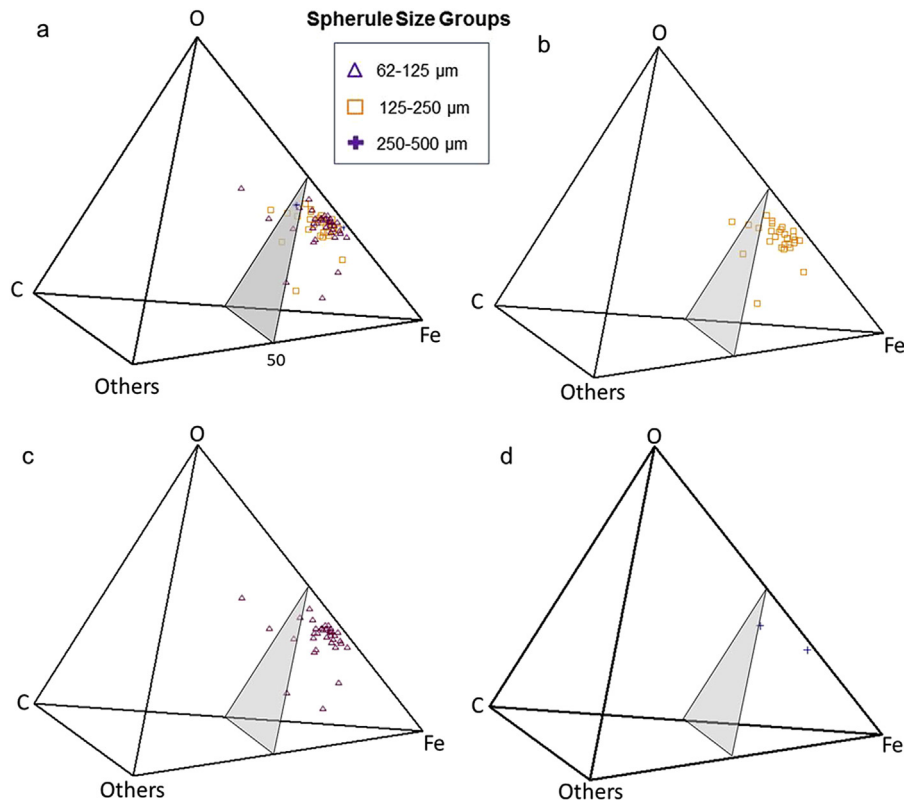 a
O
C
Others
Fe
50
Spherule Size Groups
62-125 µm
125-250 µm
250-500 µm
b
O
C
Others
Fe
c
O
C
Others
Fe
d
O
C
Others
Fe